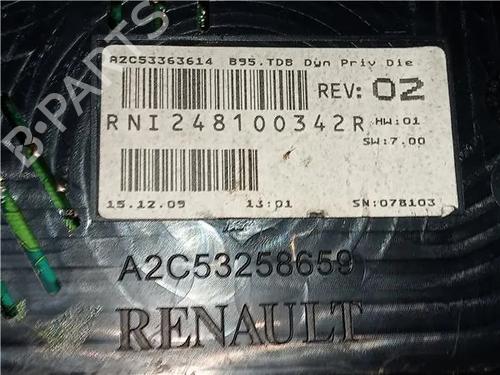 A2C53363614 B95.TDB Dyn Priv Die
REV: 02
RNI248100342R HW:01
SW:7.00
15.12.09 13:01 SN:078103
A2C53258659
RENAULT
B-PARTS